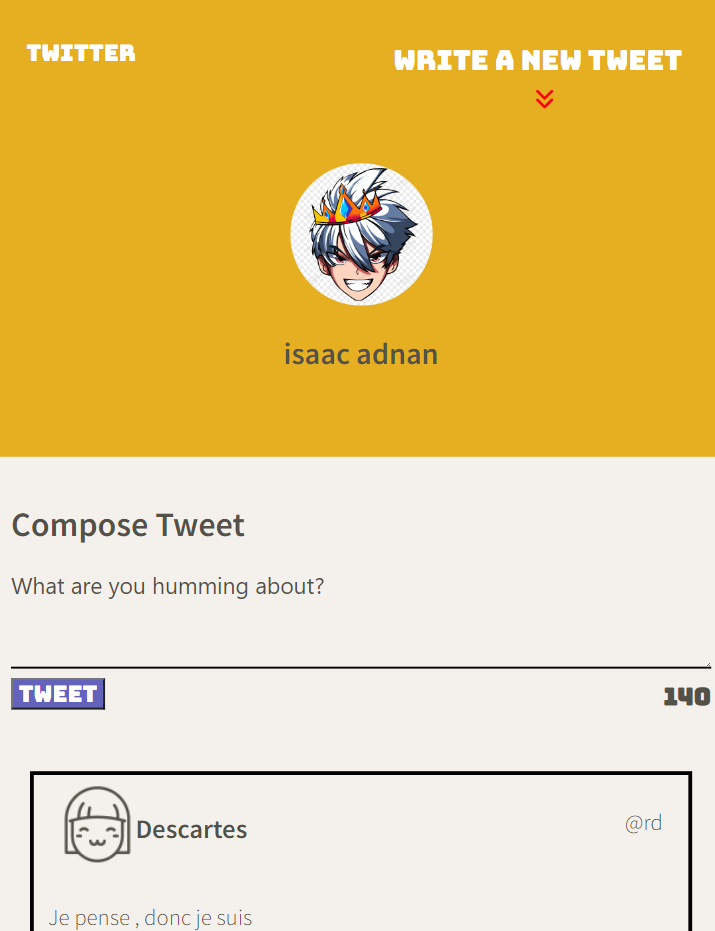 TWITTER
WRITE A NEW TWEET
isaac adnan
Compose Tweet
What are you humming about?
TWEET
140
Descartes
@rd
Je pense , donc je suis